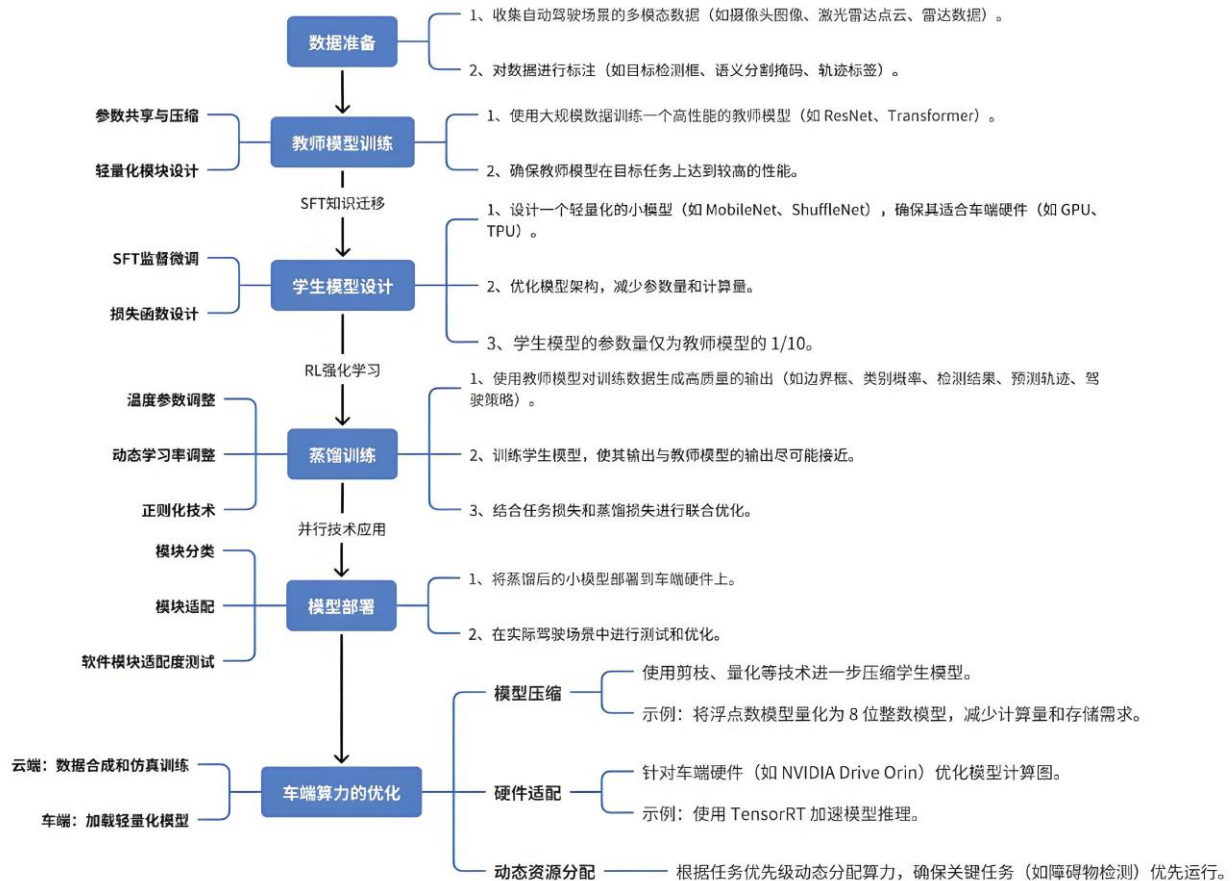 数据准备
1、收集自动驾驶场景的多模态数据（如摄像头图像、激光雷达点云、雷达数据）。
2、对数据进行标注（如目标检测框、语义分割掩码、轨迹标签）。
参数共享与压缩
轻量化模块设计
教师模型训练
1、使用大规模数据训练一个高性能的教师模型（如 ResNet、Transformer）。
2、确保教师模型在目标任务上达到较高的性能。
SFT知识迁移
SFT监督微调
损失函数设计
学生模型设计
1、设计一个轻量化的小模型（如 MobileNet、ShuffleNet），确保其适合车端硬件（如 GPU、
TPU）。
2、优化模型架构，减少参数量和计算量。
3、学生模型的参数量仅为教师模型的 1/10。
RL强化学习
温度参数调整
动态学习率调整
正则化技术
蒸馏训练
1、使用教师模型对训练数据生成高质量的输出（如边界框、类别概率、检测结果、预测轨迹、驾
驶策略）。
2、训练学生模型，使其输出与教师模型的输出尽可能接近。
3、结合任务损失和蒸馏损失进行联合优化。
并行技术应用
模块分类
模块适配
软件模块适配度测试
模型部署
1、将蒸馏后的小模型部署到车端硬件上。
2、在实际驾驶场景中进行测试和优化。
云端：数据合成和仿真训练
车端：加载轻量化模型
车端算力的优化
模型压缩
使用剪枝、量化等技术进一步压缩学生模型。
示例：将浮点数模型量化为 8 位整数模型，减少计算量和存储需求。
硬件适配
针对车端硬件（如 NVIDIA Drive Orin）优化模型计算图。
示例：使用 TensorRT 加速模型推理。
动态资源分配
根据任务优先级动态分配算力，确保关键任务（如障碍物检测）优先运行。